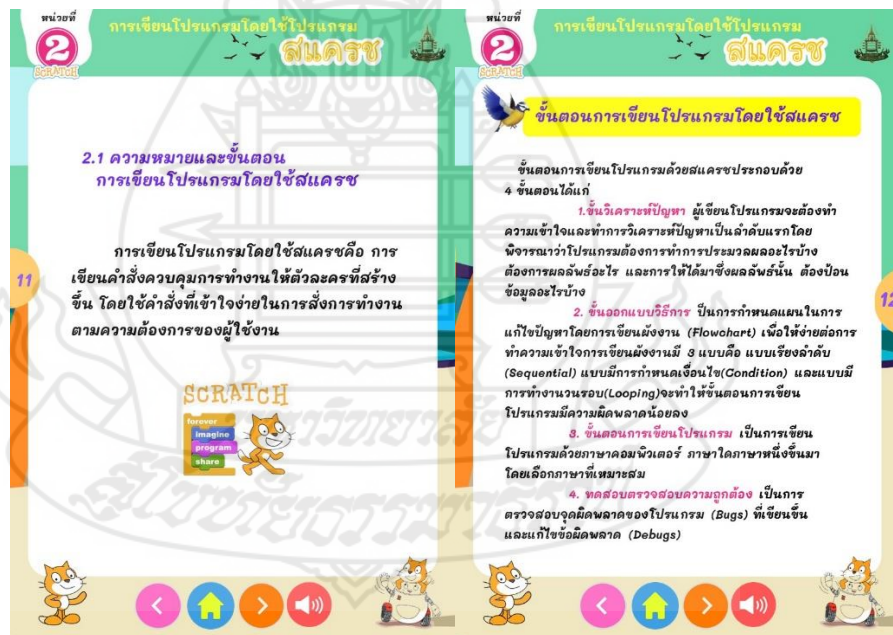 หน่วยที่
2
SCRATCH
การเขียนโปรแกรมโดยใช้โปรแกรม
สแครช
2.1 ความหมายและขั้นตอน
การเขียนโปรแกรมโดยใช้สแครช
การเขียนโปรแกรมโดยใช้สแครชคือ การ
เขียนคำสั่งควบคุมการทำงานให้ตัวละครที่สร้าง
ขึ้น โดยใช้คำสั่งที่เข้าใจง่ายในการสั่งการทำงาน
ตามความต้องการของผู้ใช้งาน
11
SCRATCH
forever
imagine
program
share
หน่วยที่
2
SCRATCH
การเขียนโปรแกรมโดยใช้โปรแกรม
สแครช
ขั้นตอนการเขียนโปรแกรมโดยใช้สแครช
ขั้นตอนการเขียนโปรแกรมด้วยสแครชประกอบด้วย
4 ขั้นตอนได้แก่
1.ขั้นวิเคราะห์ปัญหา ผู้เขียนโปรแกรมจะต้องทำ
ความเข้าใจและทำการวิเคราะห์ปัญหาเป็นลำดับแรกโดย
พิจารณาว่าโปรแกรมต้องการทำการประมวลผลอะไรบ้าง
ต้องการผลลัพธ์อะไร และการให้ได้มาซึ่งผลลัพธ์นั้น ต้องป้อน
ข้อมูลอะไรบ้าง
2. ขั้นออกแบบวิธีการ ป็นการกำหนดแผนในการ
แก้ไขปัญหาโดยการเขียนผังงาน (Flowchart) เพื่อให้ง่ายต่อการ
ทำความเข้าใจการเขียนผังงานมี 3 แบบคือ แบบเรียงลำดับ
(Sequential) แบบมีการกำหนดเงื่อนไข(Condition) และแบบมี
การทำงานวนรอบ(Looping)จะทำให้ขั้นตอนการเขียน
โปรแกรมมีความผิดพลาดน้อยลง
3. ขั้นตอนการเขียนโปรแกรม เป็นการเขียน
โปรแกรมด้วยภาษาคอมพิวเตอร์ ภาษาใดภาษาหนึ่งขึ้นมา
โดยเลือกภาษาที่เหมาะสม
4. ทดสอบตรวจสอบความถูกต้อง เป็นการ
ตรวจสอบจุดผิดพลาดของโปรแกรม (Bugs) ที่เขียนขึ้น
และแก้ไขข้อผิดพลาด (Debugs)
12